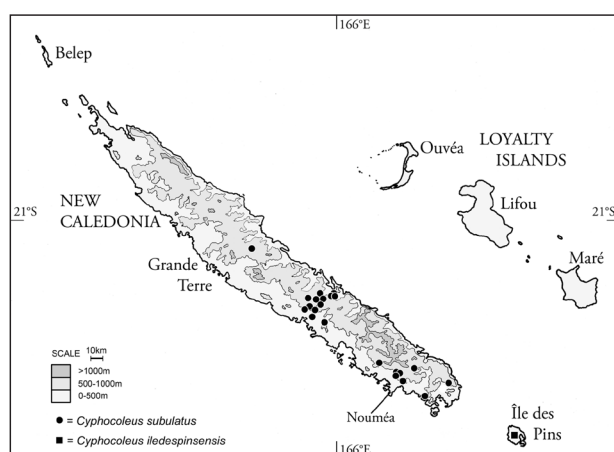 166°E
Belep
Ouvéa
LOYALTY
ISLANDS
Lifou
NEW
CALEDONIA
21°S
21°S
Maré
Grande
Terre
SCALE 10km
>1000m
500-1000m
0-500m
Nouméa
Île des
Pins
● = Cyphocoleus subulatus
■ = Cyphocoleus iledespinsensis
166°E